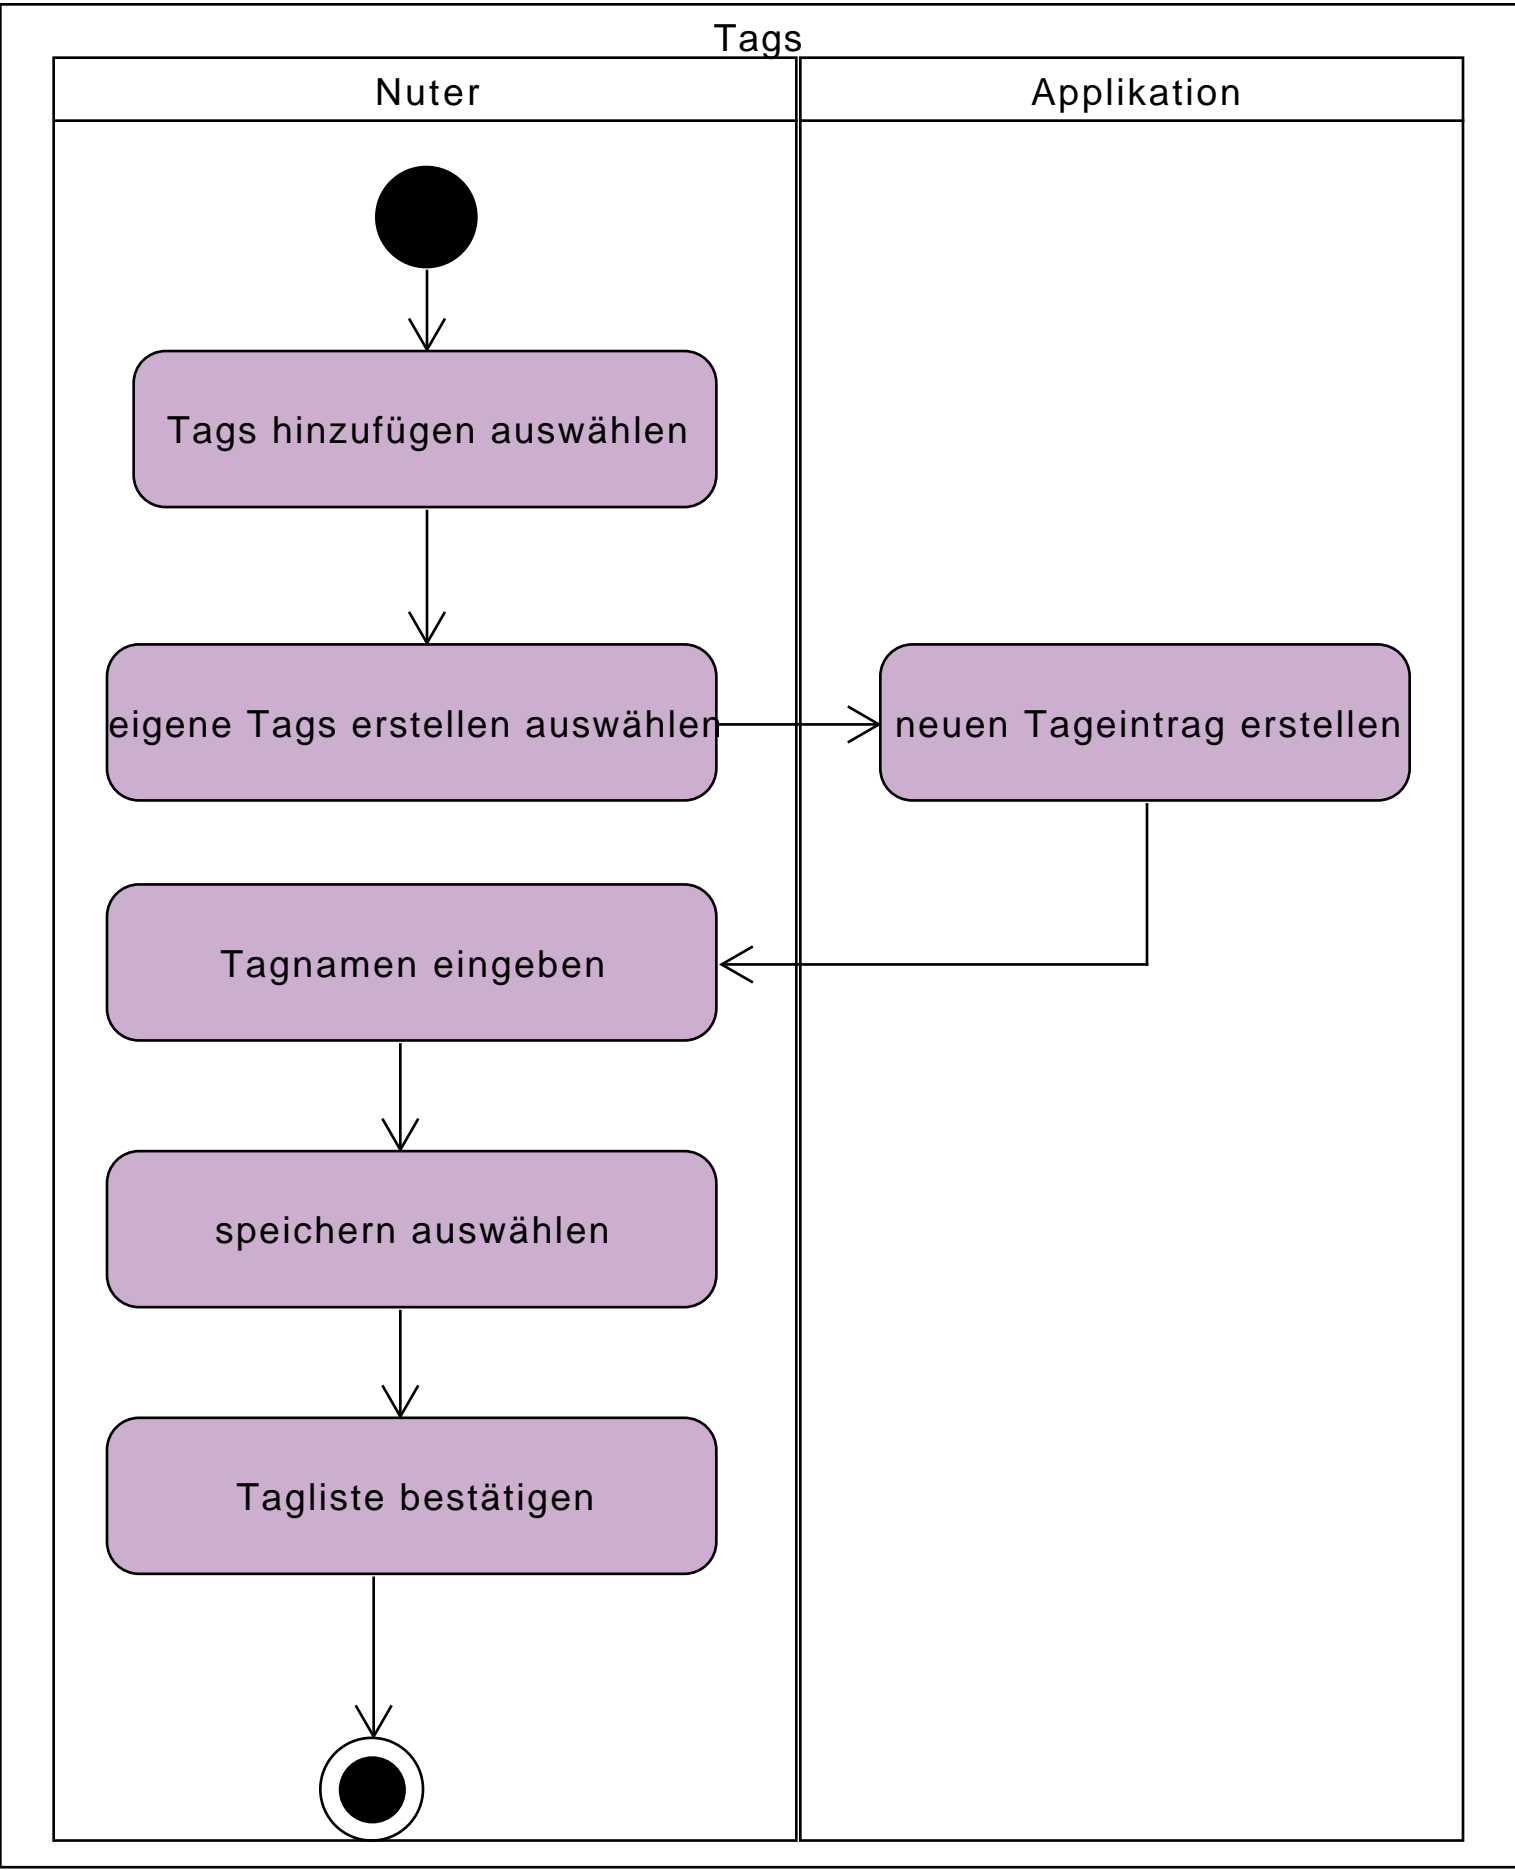 Tags
Nuter
Applikation
Tags hinzufügen auswählen
eigene Tags erstellen auswählen
neuen Tageintrag erstellen
Tagnamen eingeben
speichern auswählen
Tagliste bestätigen